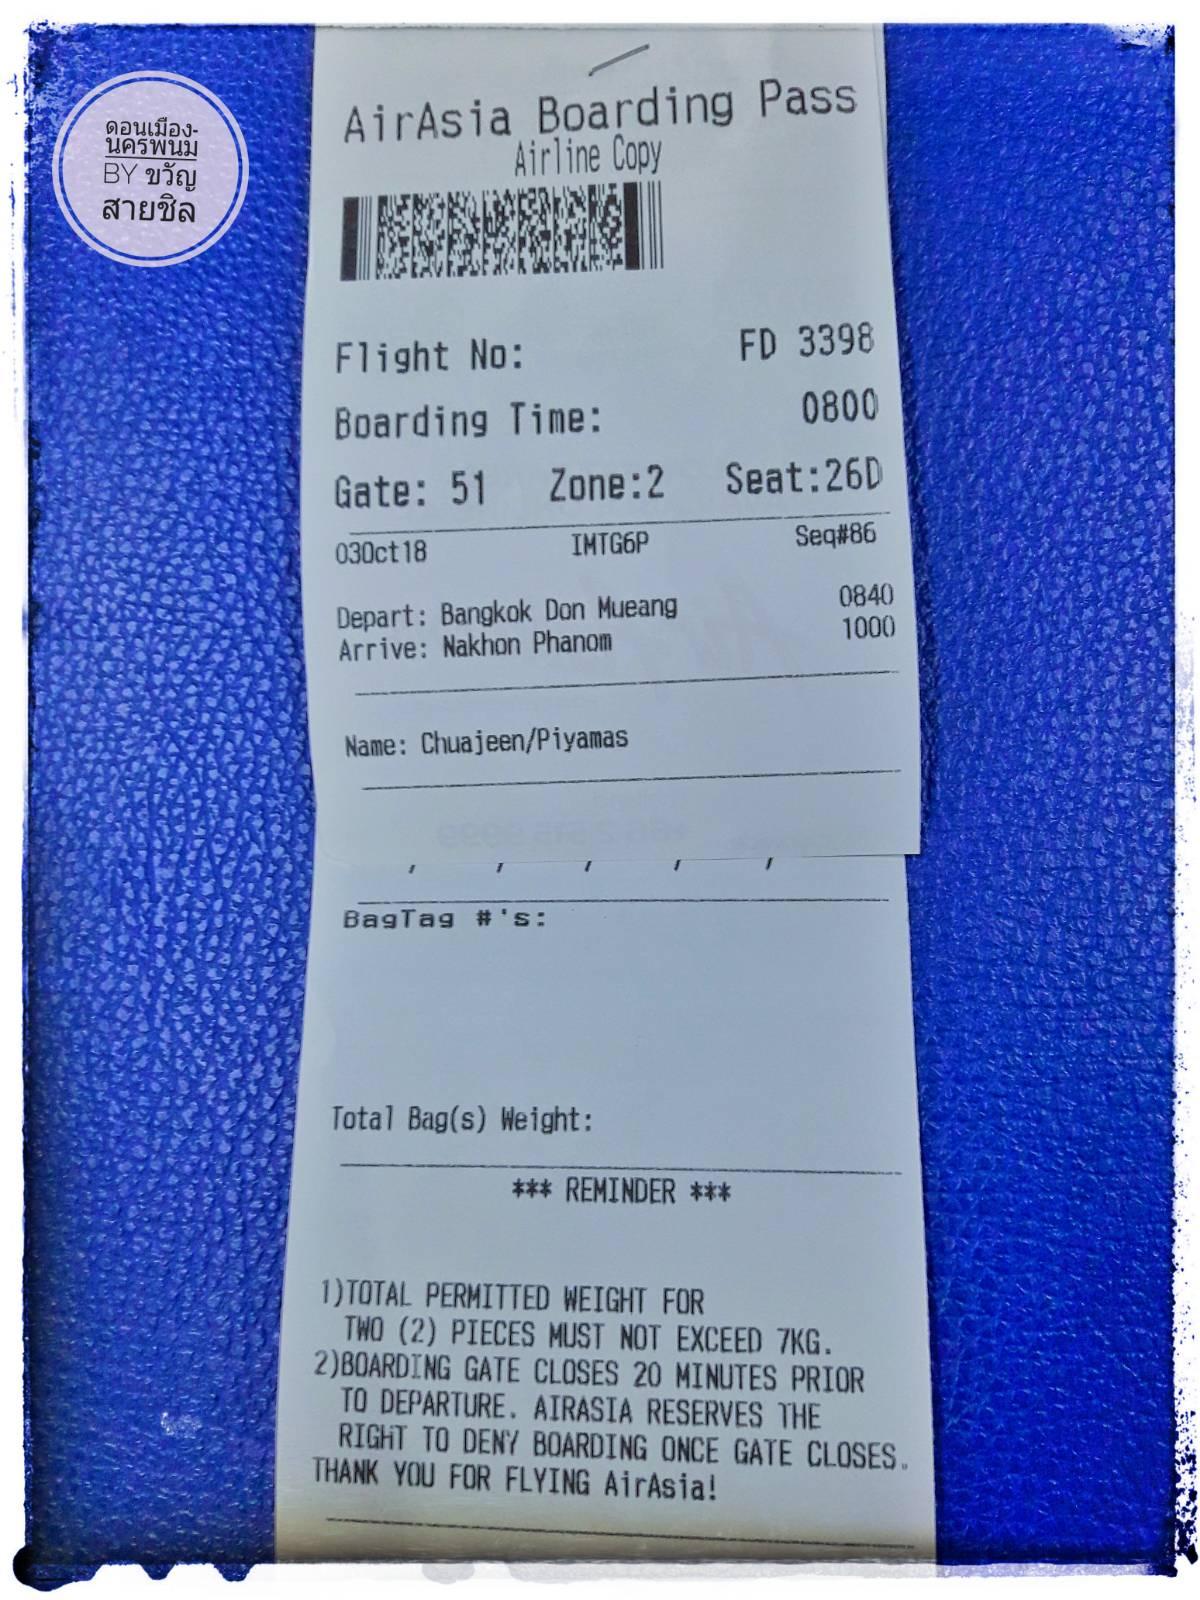 ดอนเมือง-
นครพนม
BY ขวัญ
สายชิล
AirAsia Boarding Pass
Airline Copy
Flight No: FD 3398
Boarding Time: 0800
Gate: 51 Zone:2 Seat:26D
03Oct18 IMTG6P Seq#86
Depart: Bangkok Don Mueang 0840
Arrive: Nakhon Phanom 1000
Name: Chuajeen/Piyamas
BagTag #'s:
Total Bag(s) Weight:
*** REMINDER ***
1)TOTAL PERMITTED WEIGHT FOR
TWO (2) PIECES MUST NOT EXCEED 7KG.
2)BOARDING GATE CLOSES 20 MINUTES PRIOR
TO DEPARTURE. AIRASIA RESERVES THE
RIGHT TO DENY BOARDING ONCE GATE CLOSES.
THANK YOU FOR FLYING AirAsia!